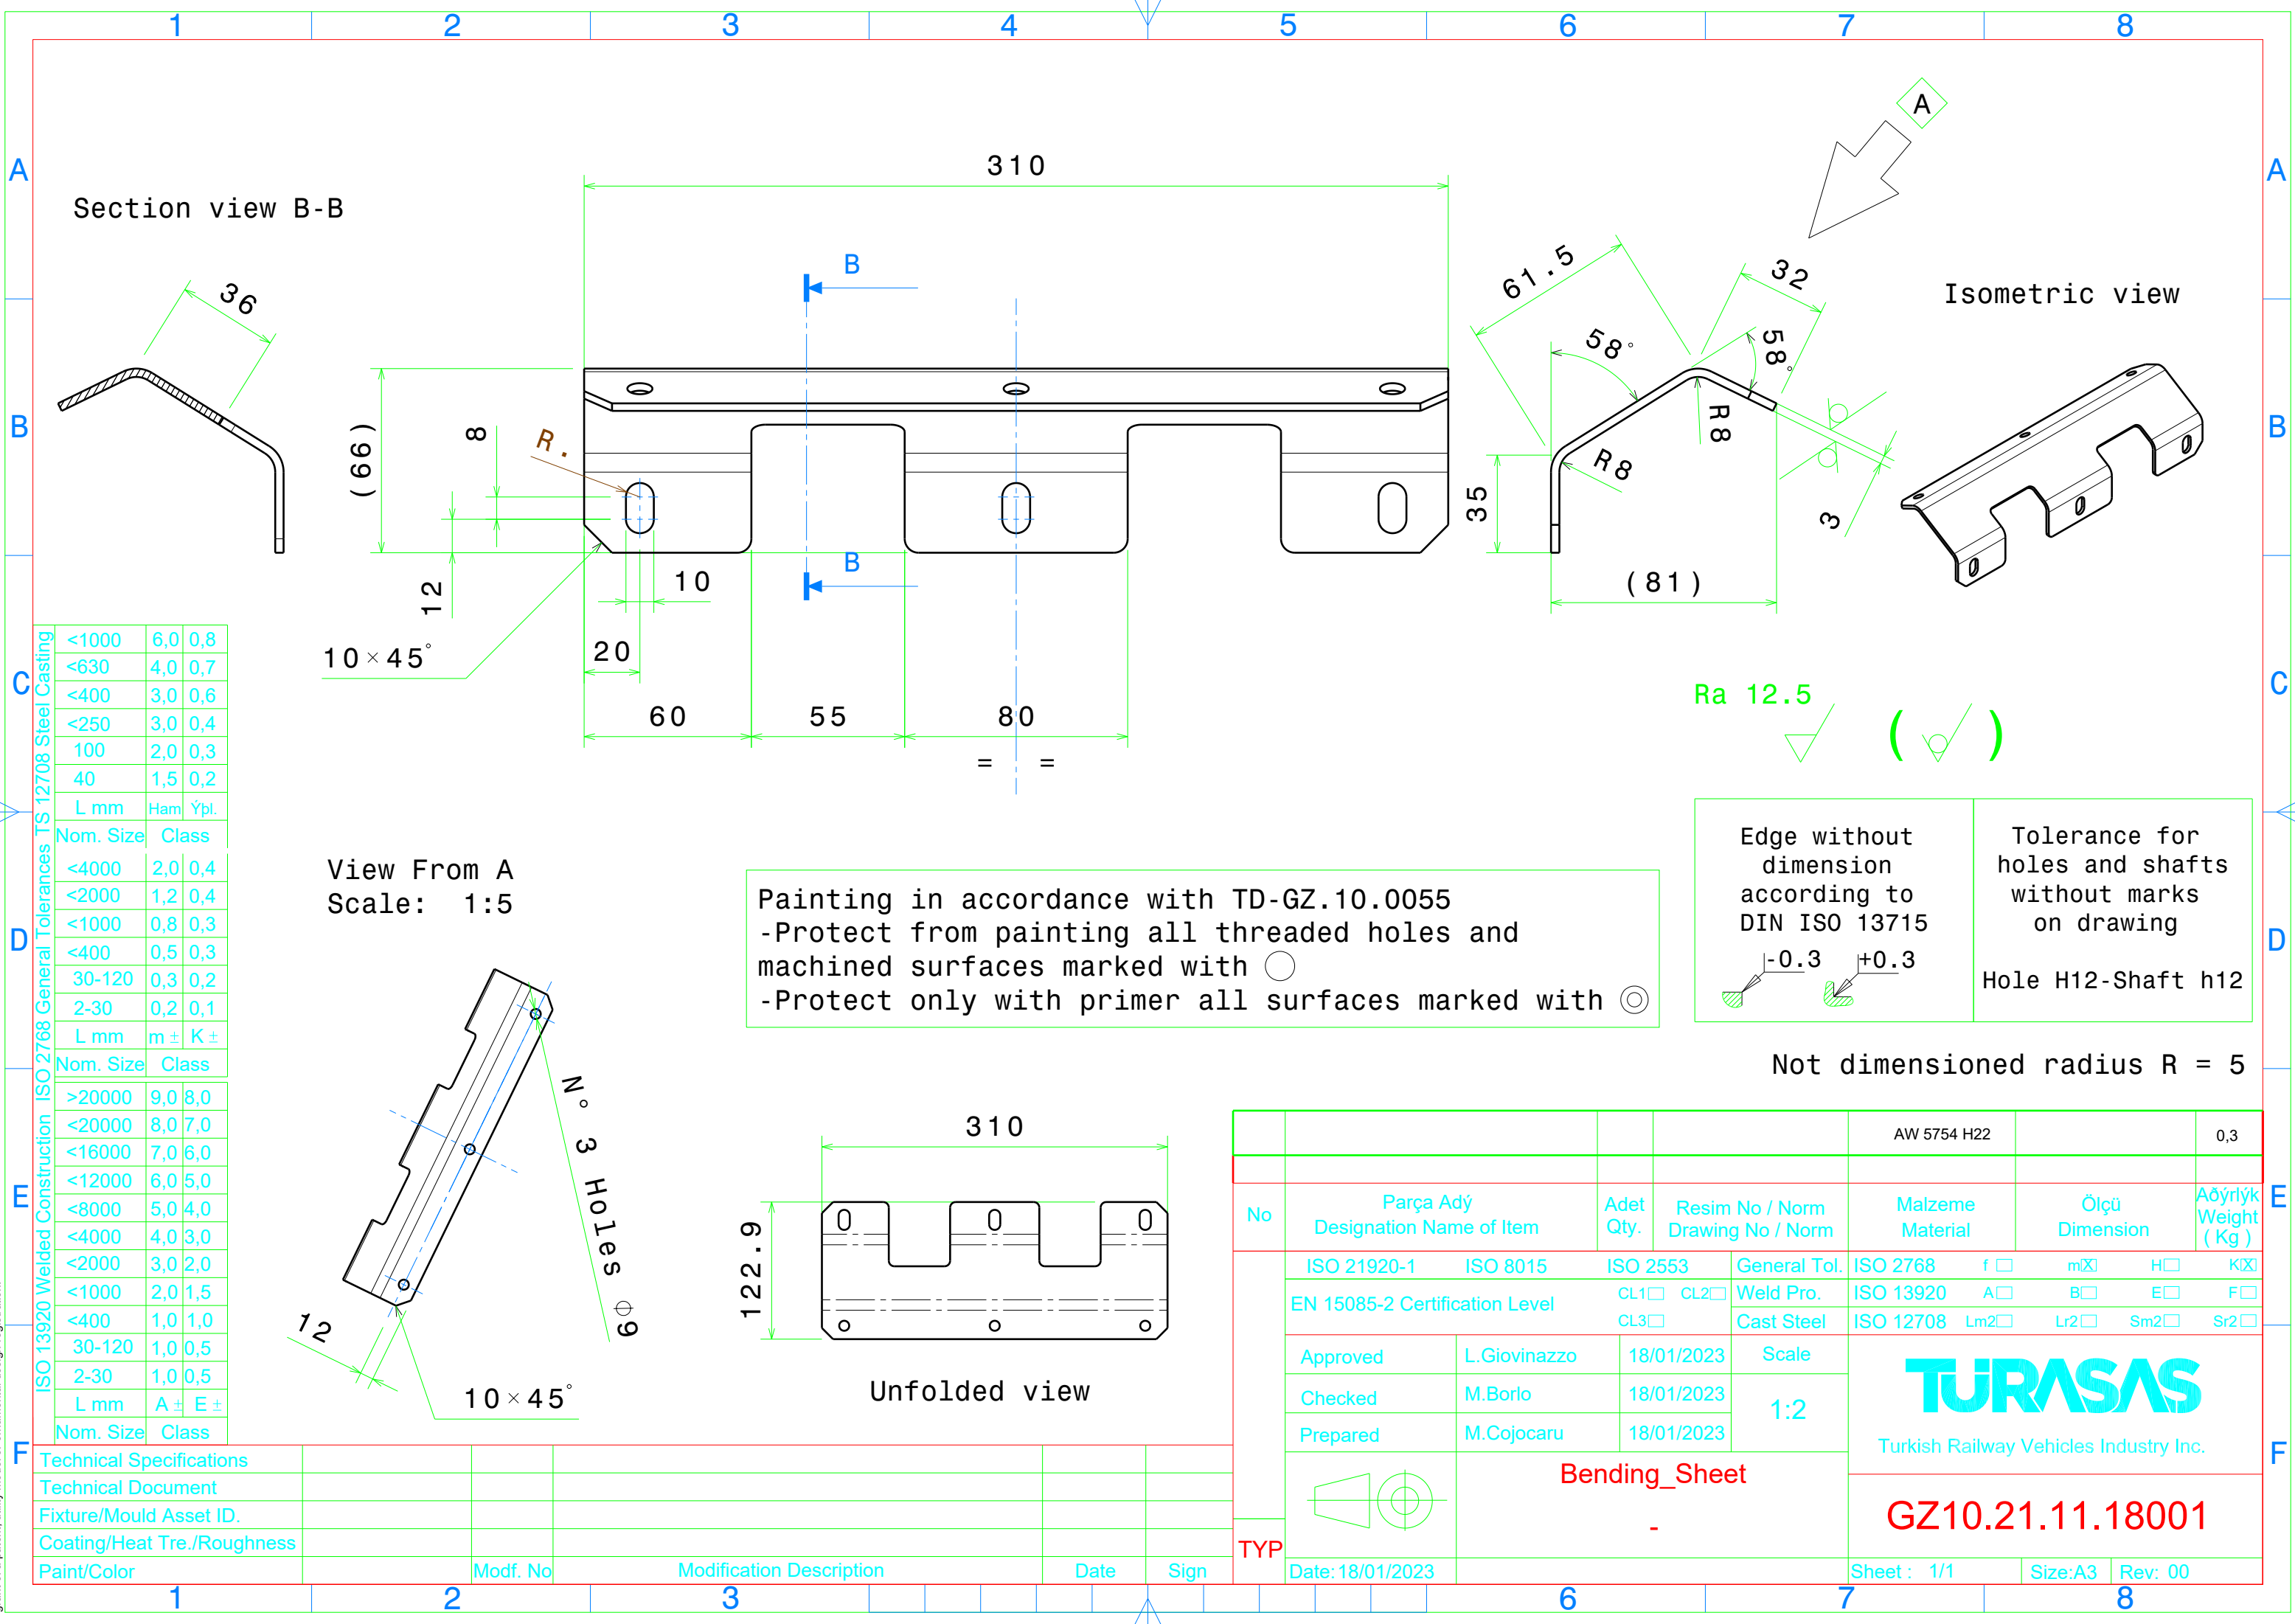 1 2 3 4 5 6 7 8
A
B
C
D
E
F
A
B
C
D
E
F
Section view B-B
36
310
B
B
(66)
8
R.
12
10
20
10×45°
60
55
80
= =
A
61.5
32
58°
58°
R8
R8
35
3
(81)
Isometric view
Ra 12.5
( )
Edge without
dimension
according to
DIN ISO 13715
-0.3 +0.3
Tolerance for
holes and shafts
without marks
on drawing
Hole H12-Shaft h12
Not dimensioned radius R = 5
View From A
Scale: 1:5
N° 3 Holes ⌀9
12
10×45°
Painting in accordance with TD-GZ.10.0055
-Protect from painting all threaded holes and
machined surfaces marked with
-Protect only with primer all surfaces marked with
310
122.9
Unfolded view
TS 12708 Steel Casting
<1000 6,0 0,8
<630 4,0 0,7
<400 3,0 0,6
<250 3,0 0,4
100 2,0 0,3
40 1,5 0,2
L mm Ham Ýþl.
Nom. Size Class
ISO 2768 General Tolerances
<4000 2,0 0,4
<2000 1,2 0,4
<1000 0,8 0,3
<400 0,5 0,3
30-120 0,3 0,2
2-30 0,2 0,1
L mm m ± K ±
Nom. Size Class
ISO 13920 Welded Construction
>20000 9,0 8,0
<20000 8,0 7,0
<16000 7,0 6,0
<12000 6,0 5,0
<8000 5,0 4,0
<4000 4,0 3,0
<2000 3,0 2,0
<1000 2,0 1,5
<400 1,0 1,0
30-120 1,0 0,5
2-30 1,0 0,5
L mm A ± E ±
Nom. Size Class
Technical Specifications
Technical Document
Fixture/Mould Asset ID.
Coating/Heat Tre./Roughness
Paint/Color
Modf. No Modification Description Date Sign
AW 5754 H22 0,3
No
Parça Adý
Designation Name of Item
Adet
Qty.
Resim No / Norm
Drawing No / Norm
Malzeme
Material
Ölçü
Dimension
Aðýrlýk
Weight
( Kg )
ISO 21920-1 ISO 8015 ISO 2553 General Tol. ISO 2768 f ☐ m☒ H☐ K☒
EN 15085-2 Certification Level CL1☐ CL2☐ CL3☐
Weld Pro. ISO 13920 A☐ B☐ E☐ F☐
Cast Steel ISO 12708 Lm2☐ Lr2☐ Sm2☐ Sr2☐
Approved L.Giovinazzo 18/01/2023
Checked M.Borlo 18/01/2023
Prepared M.Cojocaru 18/01/2023
Scale
1:2
TÜRASAS
Turkish Railway Vehicles Industry Inc.
Bending_Sheet
-
GZ10.21.11.18001
TYP
Date:18/01/2023
Sheet : 1/1 Size:A3 Rev: 00
1 2 3 6 7 8